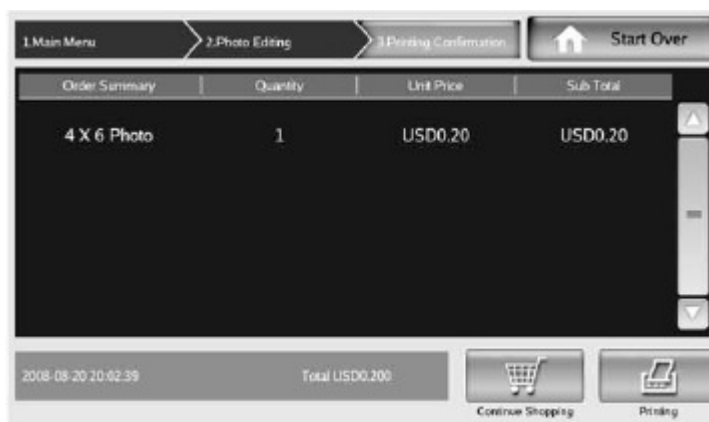 1.Main Menu 2.Photo Editing 3.Printing Confirmation Start Over
Order Summary Quantity Unit Price Sub Total
4 X 6 Photo 1 USD0.20 USD0.20
2008-08-20 20:02:39 Total USD0.200
Continue Shopping Printing